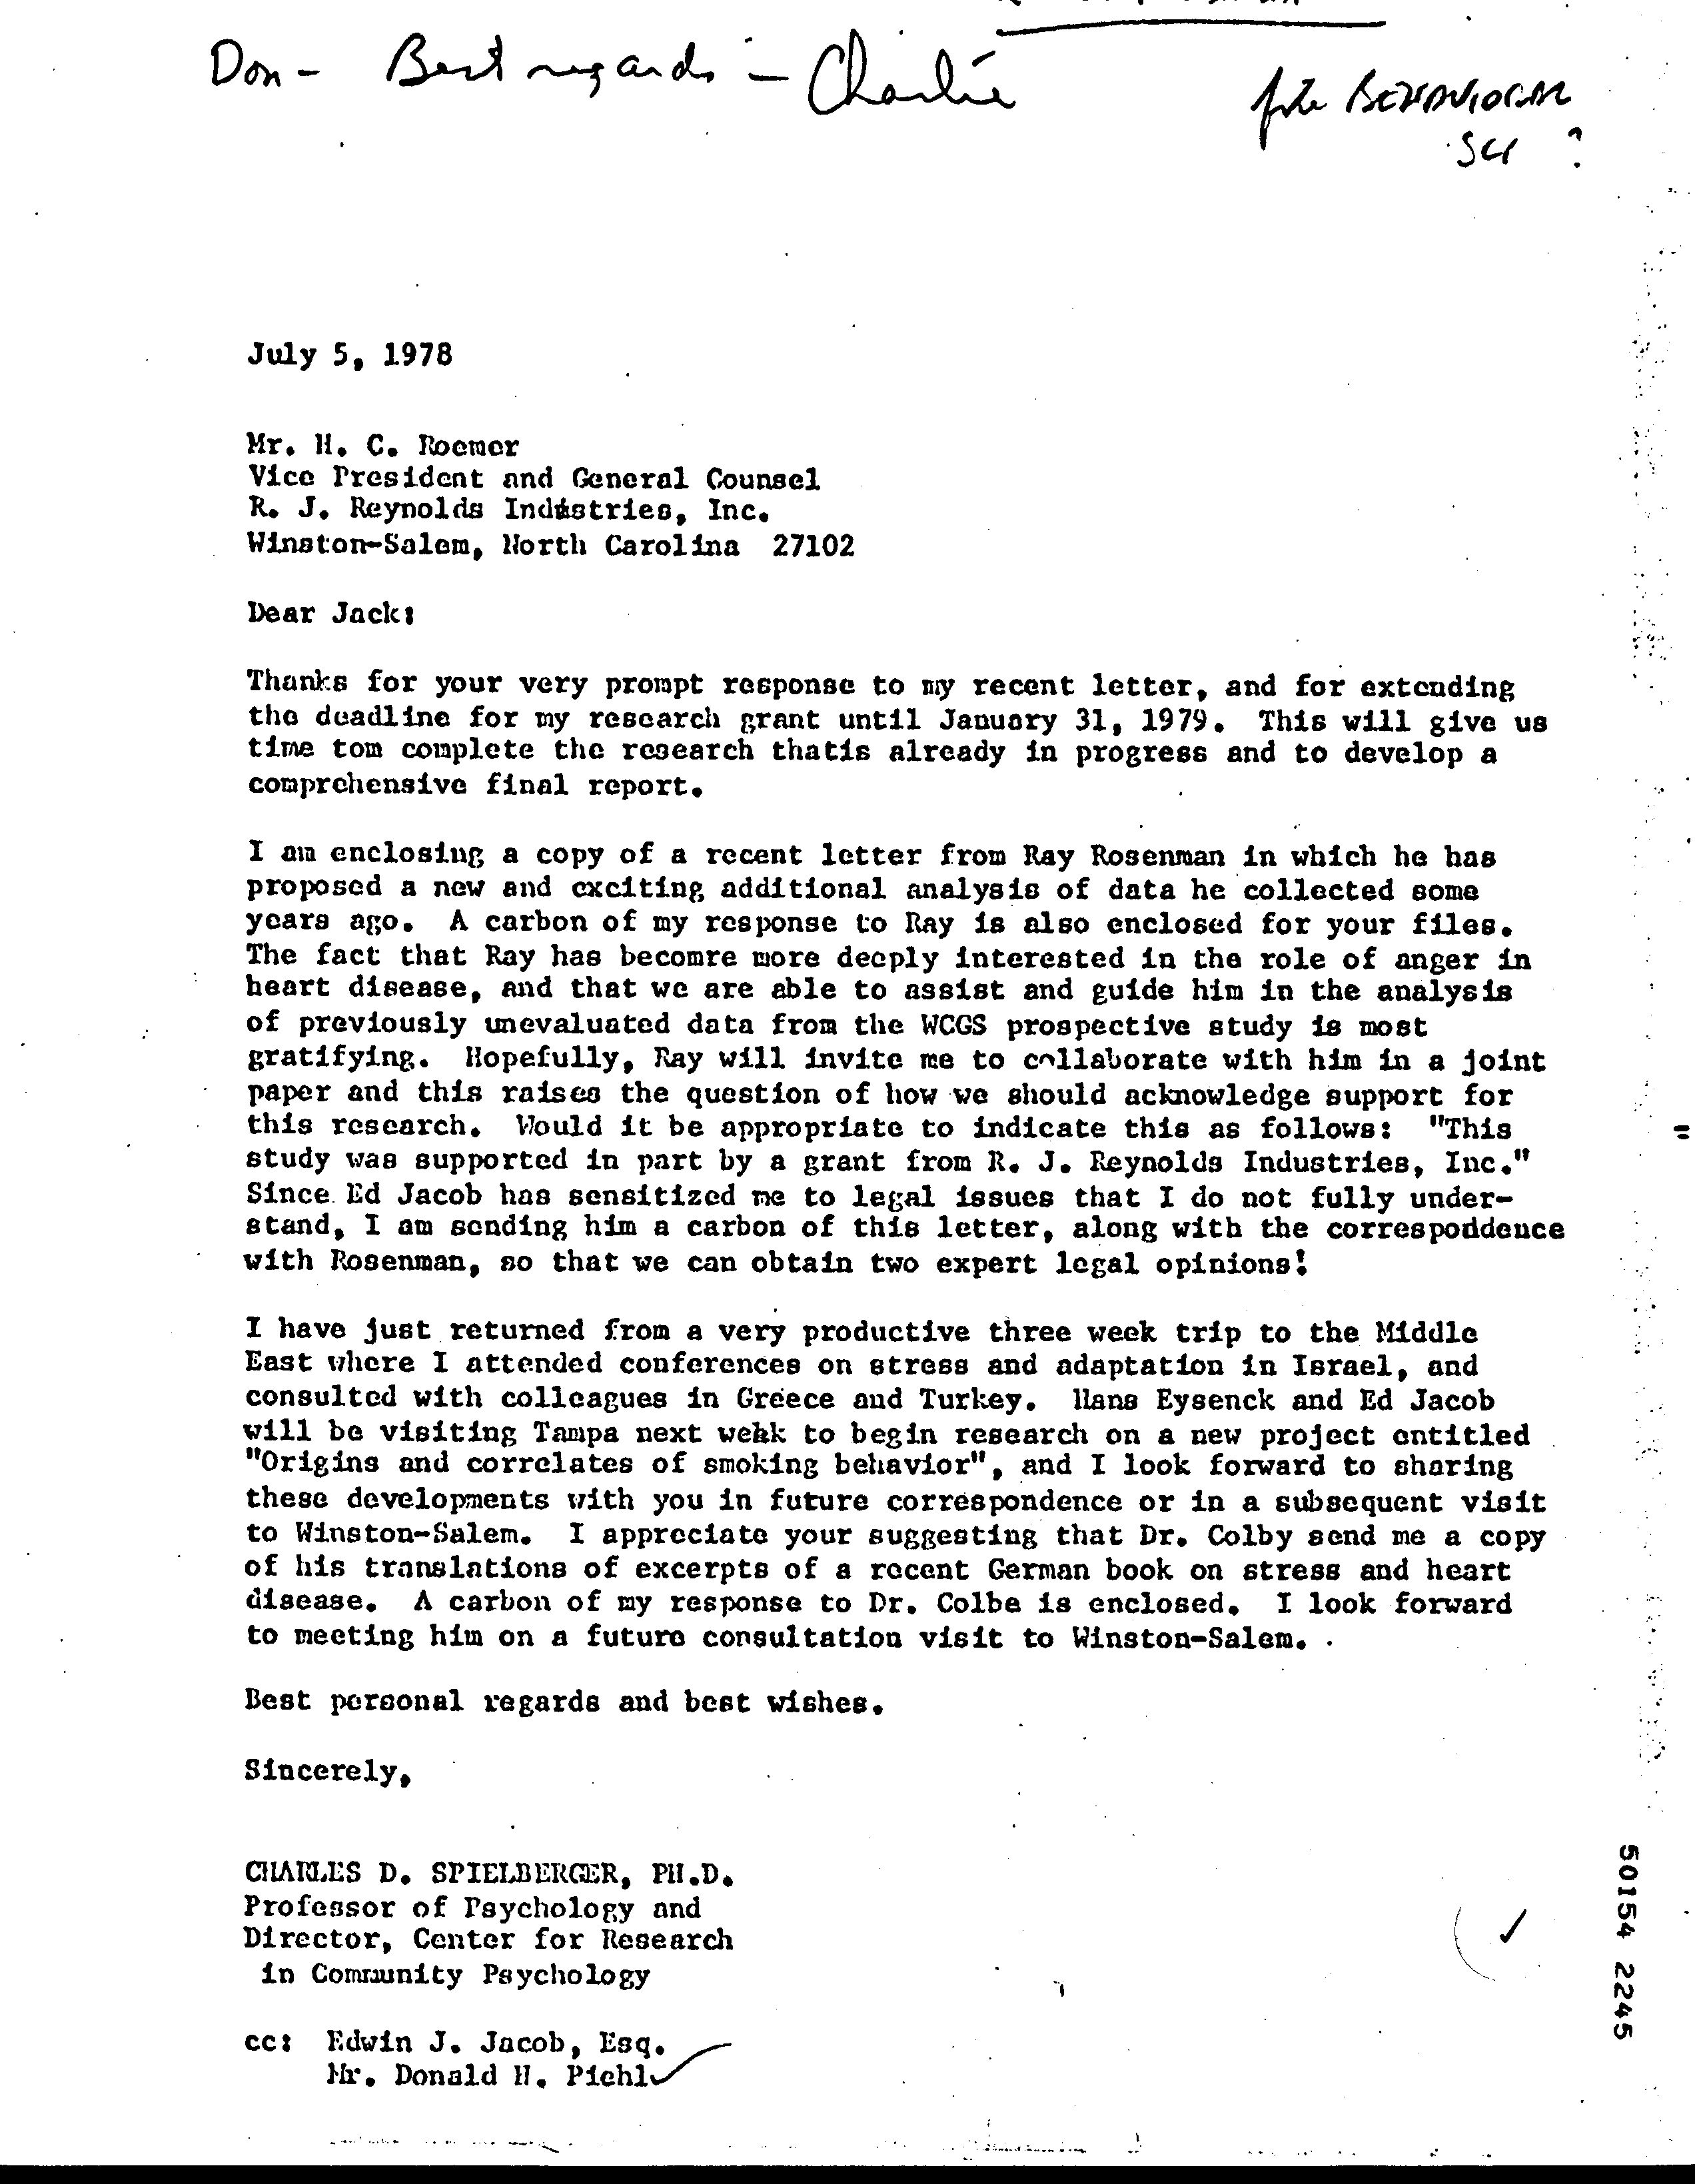 Don - Best regards - Charlie
file BEHAVIORAL
SCI ?
July 5, 1978
Mr. H. C. Roemer
Vice President and General Counsel
R. J. Reynolds Indústries, Inc.
Winston-Salem, North Carolina 27102
Dear Jack:
Thanks for your very prompt response to my recent letter, and for extending
the deadline for my research grant until January 31, 1979. This will give us
time tom complete the research thatis already in progress and to develop a
comprehensive final report.
I am enclosing a copy of a recent letter from Ray Rosenman in which he has
proposed a new and exciting additional analysis of data he collected some
years ago. A carbon of my response to Ray is also enclosed for your files.
The fact that Ray has becomre more deeply interested in the role of anger in
heart disease, and that we are able to assist and guide him in the analysis
of previously unevaluated data from the WCGS prospective study is most
gratifying. Hopefully, Ray will invite me to collaborate with him in a joint
paper and this raises the question of how we should acknowledge support for
this research. Would it be appropriate to indicate this as follows: "This
study was supported in part by a grant from R. J. Reynolds Industries, Inc."
Since Ed Jacob has sensitized me to legal issues that I do not fully under-
stand, I am sending him a carbon of this letter, along with the correspoddence
with Rosenman, so that we can obtain two expert legal opinions!
I have just returned from a very productive three week trip to the Middle
East where I attended conferences on stress and adaptation in Israel, and
consulted with colleagues in Greece and Turkey. Hans Eysenck and Ed Jacob
will be visiting Tampa next wekk to begin research on a new project entitled
"Origins and correlates of smoking behavior", and I look forward to sharing
these developments with you in future correspondence or in a subsequent visit
to Winston-Salem. I appreciate your suggesting that Dr. Colby send me a copy
of his translations of excerpts of a recent German book on stress and heart
disease. A carbon of my response to Dr. Colbe is enclosed. I look forward
to meeting him on a future consultation visit to Winston-Salem.
Best personal regards and best wishes.
Sincerely,
CHARLES D. SPIELBERGER, PH.D.
Professor of Psychology and
Director, Center for Research
in Community Psychology
cc: Edwin J. Jacob, Esq.
Mr. Donald H. Piehl
50154 2245